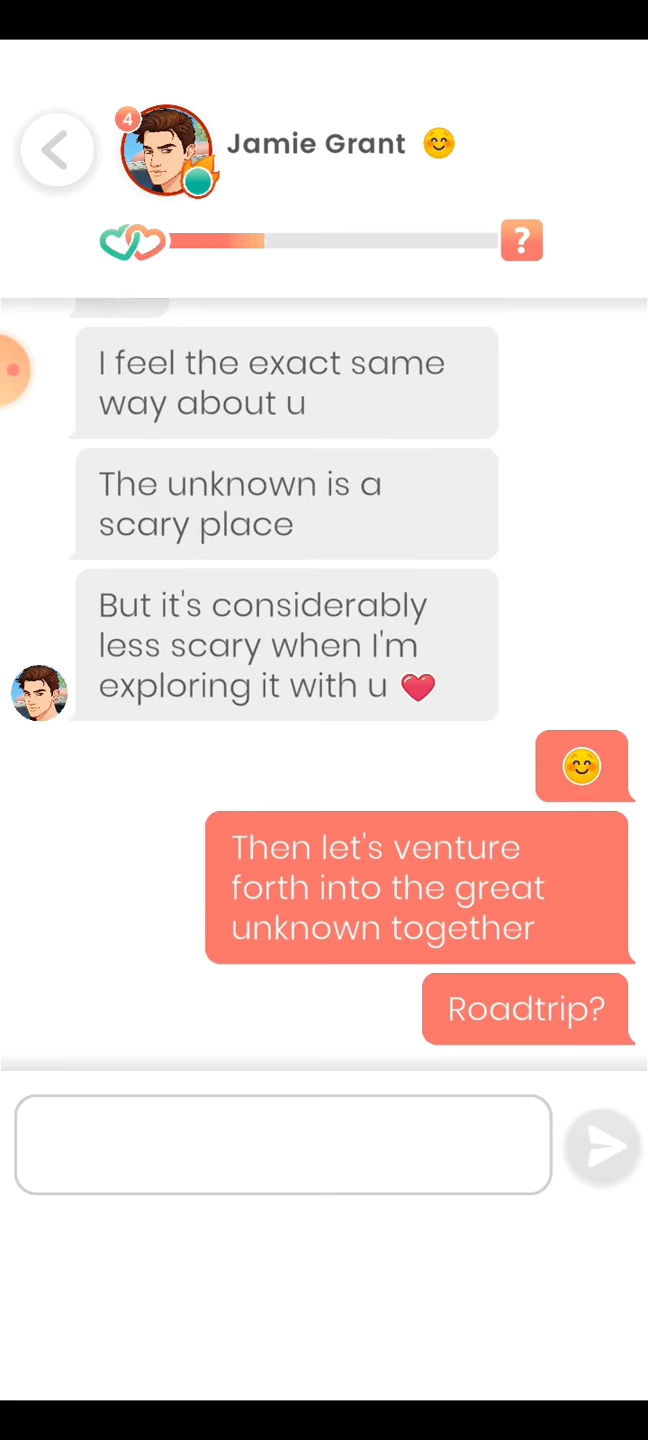 4
Jamie Grant 😊
?
I feel the exact same
way about u
The unknown is a
scary place
But it's considerably
less scary when I'm
exploring it with u ❤️
😊
Then let's venture
forth into the great
unknown together
Roadtrip?